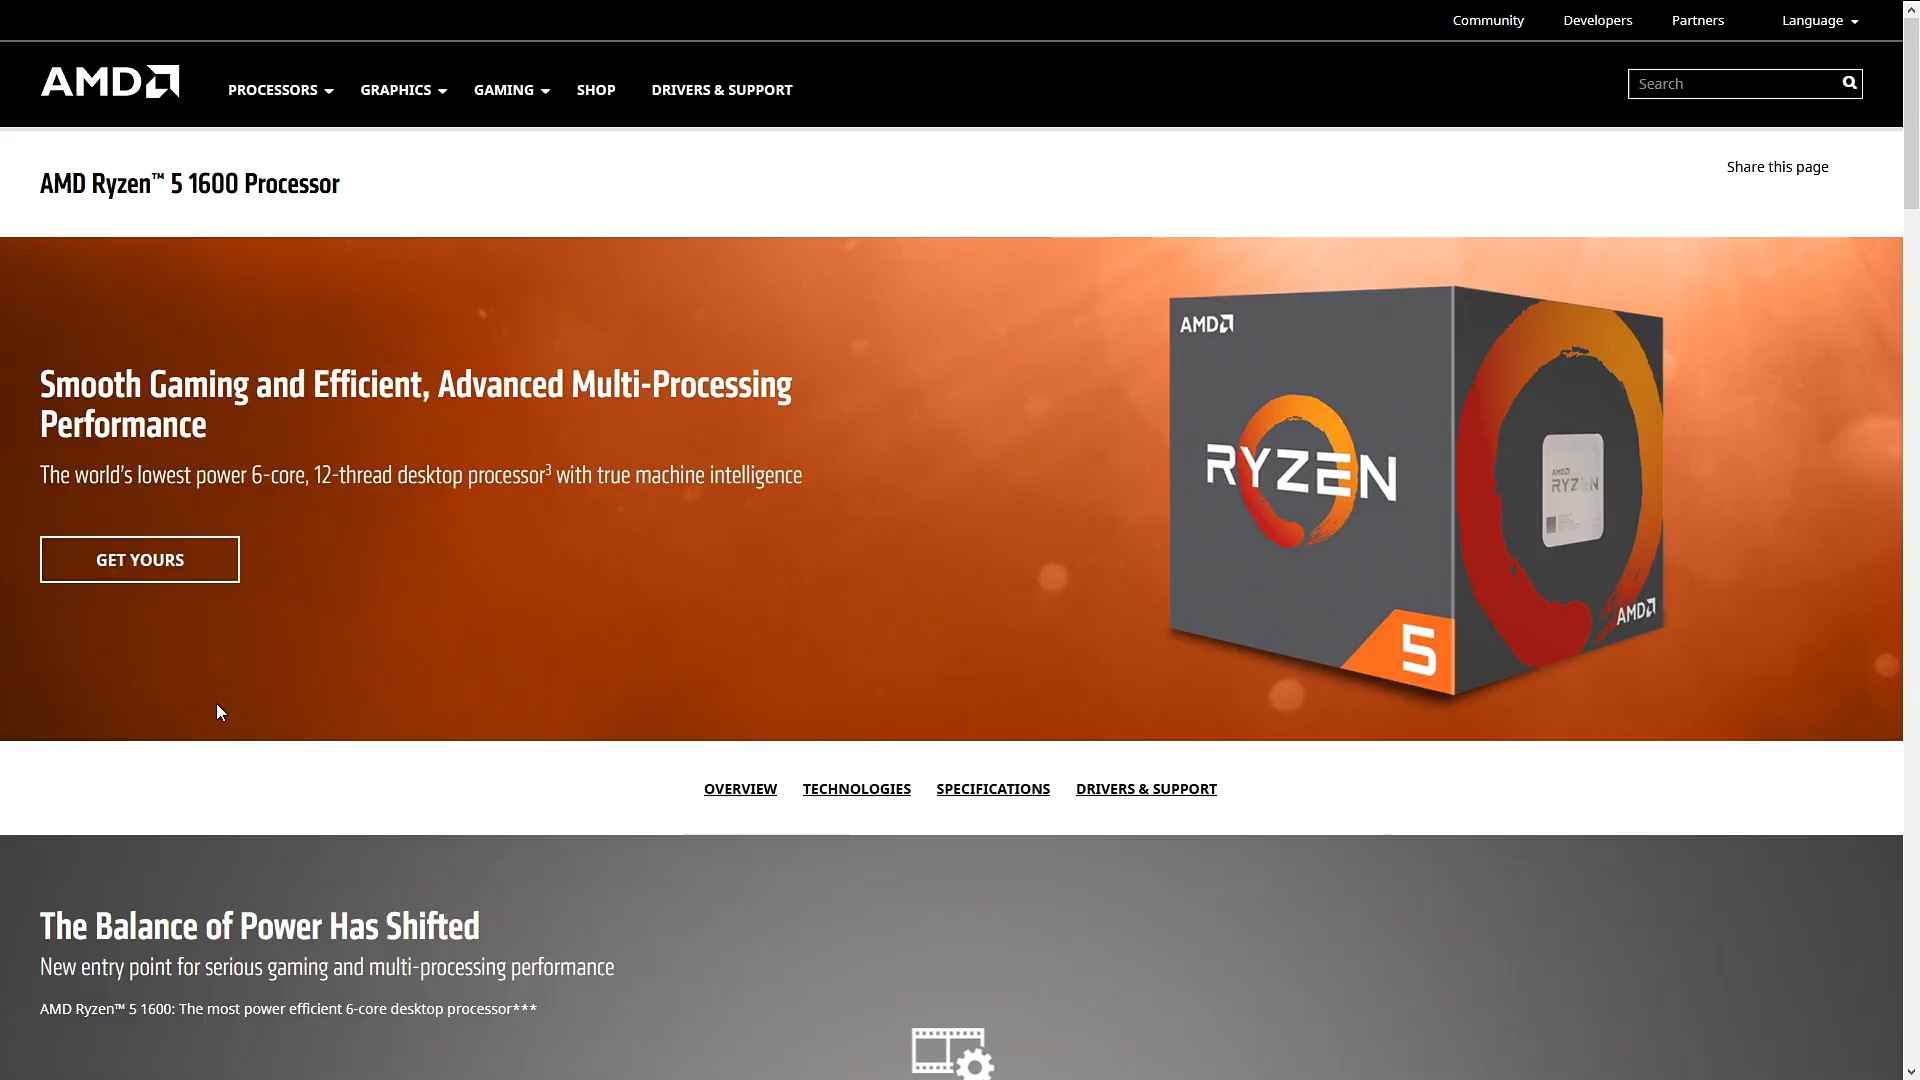 Community Developers Partners Language
AMD PROCESSORS GRAPHICS GAMING SHOP DRIVERS & SUPPORT Search
Share this page
AMD Ryzen™ 5 1600 Processor
AMD
Smooth Gaming and Efficient, Advanced Multi-Processing
Performance
The world's lowest power 6-core, 12-thread desktop processor³ with true machine intelligence
GET YOURS
RYZEN
AMD
RYZEN
AMD
5
OVERVIEW TECHNOLOGIES SPECIFICATIONS DRIVERS & SUPPORT
The Balance of Power Has Shifted
New entry point for serious gaming and multi-processing performance
AMD Ryzen™ 5 1600: The most power efficient 6-core desktop processor***